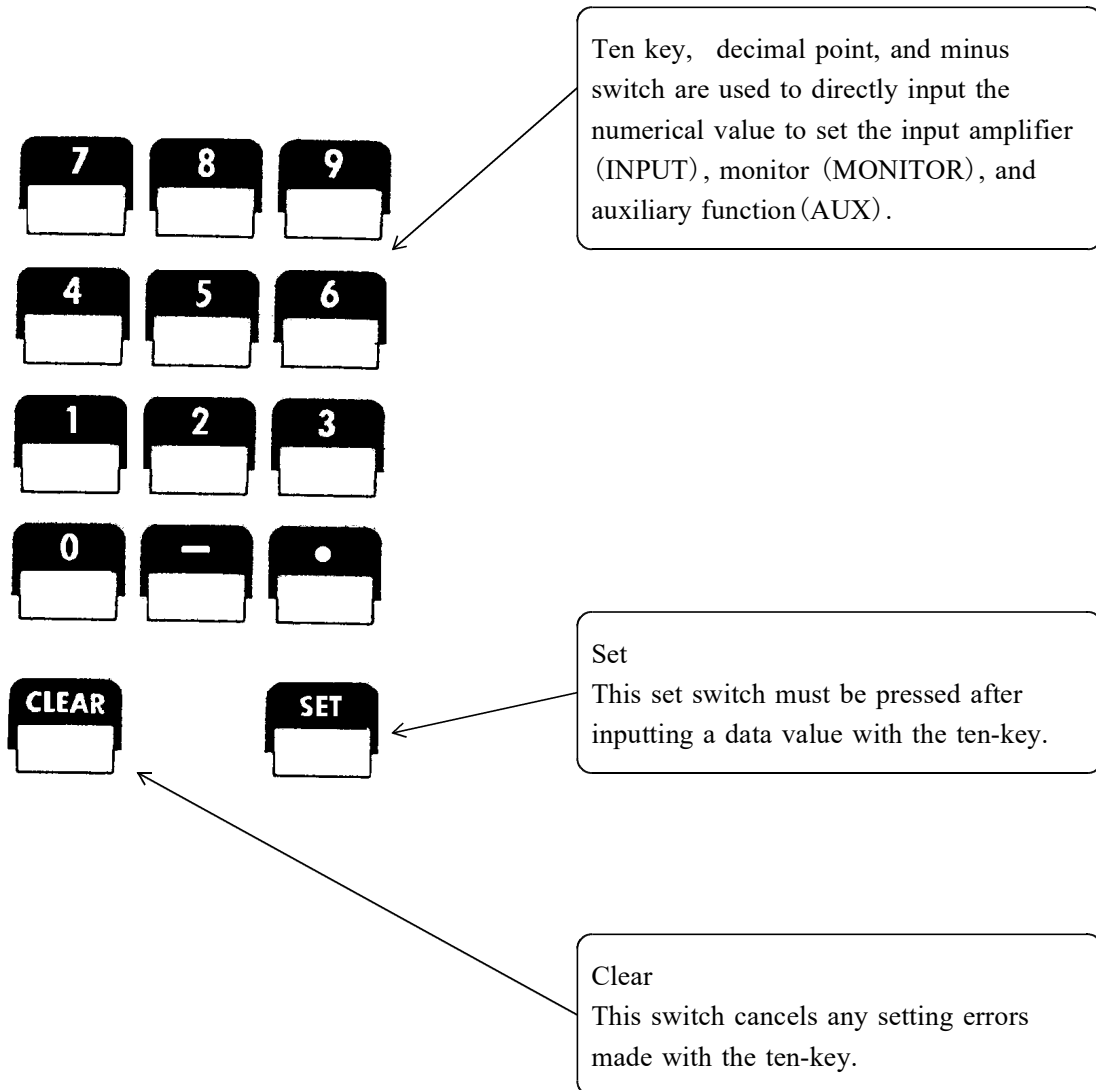 Ten key, decimal point, and minus
switch are used to directly input the
numerical value to set the input amplifier
(INPUT), monitor (MONITOR), and
auxiliary function(AUX).
7 8 9
4 5 6
1 2 3
0 − •
Set
This set switch must be pressed after
inputting a data value with the ten-key.
CLEAR SET
Clear
This switch cancels any setting errors
made with the ten-key.